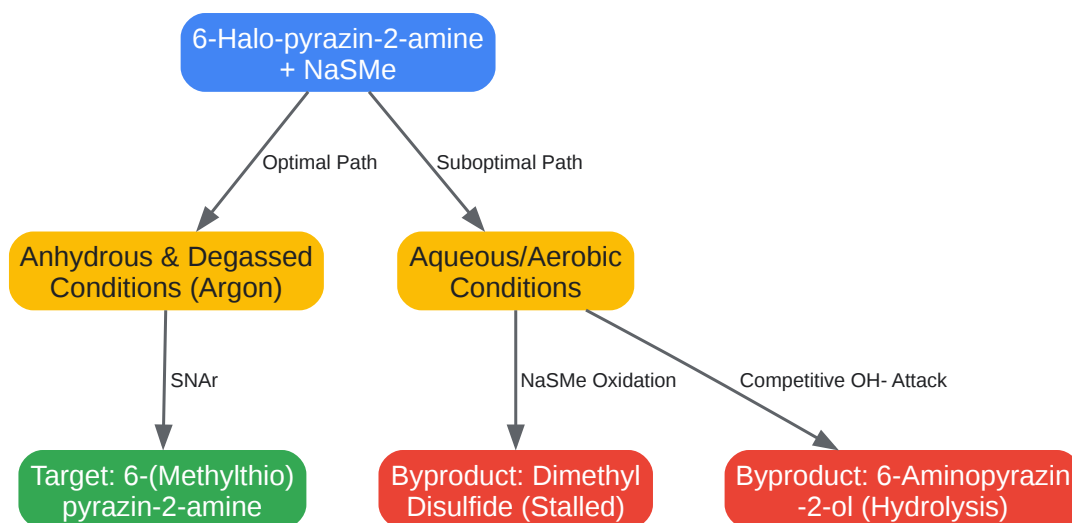 6-Halo-pyrazin-2-amine
+ NaSMe
Optimal Path
Suboptimal Path
Anhydrous & Degassed
Conditions (Argon)
Aqueous/Aerobic
Conditions
SNAr
NaSMe Oxidation
Competitive OH- Attack
Target: 6-(Methylthio)
pyrazin-2-amine
Byproduct: Dimethyl
Disulfide (Stalled)
Byproduct: 6-Aminopyrazin
-2-ol (Hydrolysis)